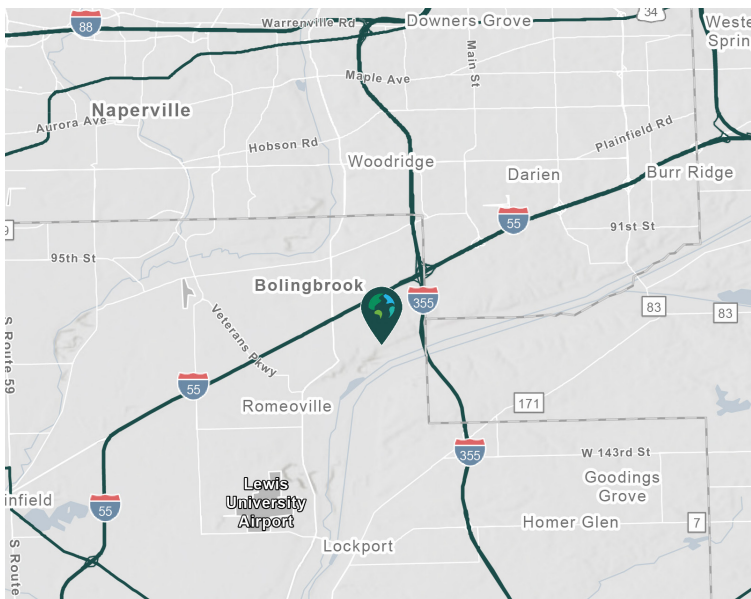 Warrenville Rd
Downers Grove
34
88
Weste
Sprin
Maple Ave
Main St
Naperville
Aurora Ave
Hobson Rd
Plainfield Rd
Woodridge
Darien
Burr Ridge
55
91st St
9
95th St
Bolingbrook
355
83
83
S Route 59
Veterans Pkwy
55
Romeoville
171
355
W 143rd St
Goodings
Grove
Lewis
University
Airport
infield
55
Homer Glen
7
Lockport
S Route